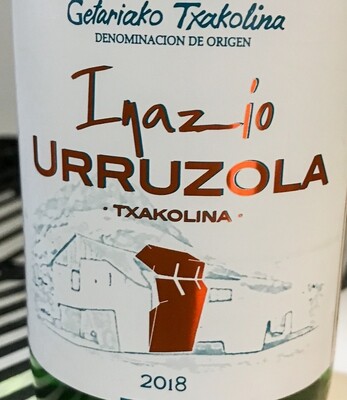 Getariako Txakolina
DENOMINACION DE ORIGEN
Inazio
URRUZOLA
· TXAKOLINA ·
2018